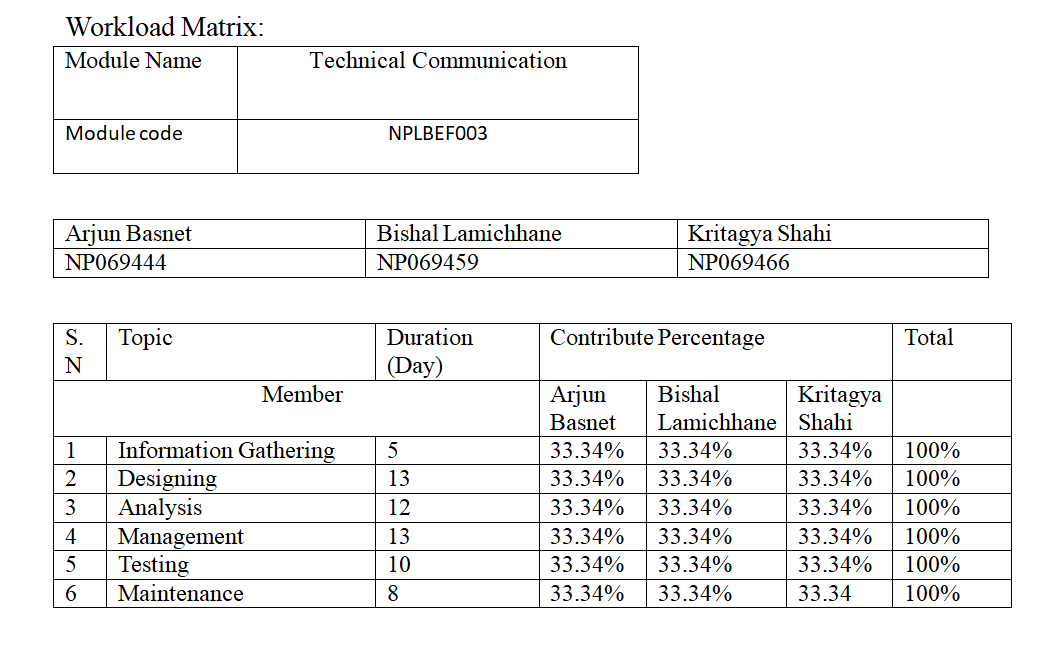 Workload Matrix:
Module Name Technical Communication
Module code NPLBEF003
Arjun Basnet Bishal Lamichhane Kritagya Shahi
NP069444 NP069459 NP069466
S. Topic Duration Contribute Percentage Total
N (Day)
Member Arjun Bishal Kritagya
Basnet Lamichhane Shahi
1 Information Gathering 5 33.34% 33.34% 33.34% 100%
2 Designing 13 33.34% 33.34% 33.34% 100%
3 Analysis 12 33.34% 33.34% 33.34% 100%
4 Management 13 33.34% 33.34% 33.34% 100%
5 Testing 10 33.34% 33.34% 33.34% 100%
6 Maintenance 8 33.34% 33.34% 33.34 100%